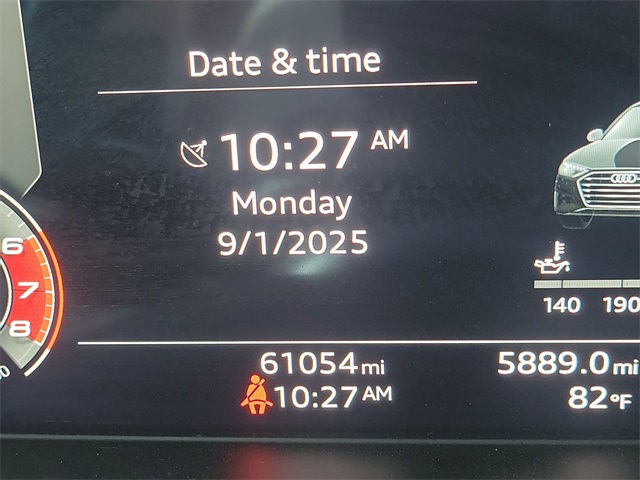 Date & time
10:27 AM
Monday
9/1/2025
6
7
8
140 190
61054 mi 5889.0 mi
10:27 AM 82°F